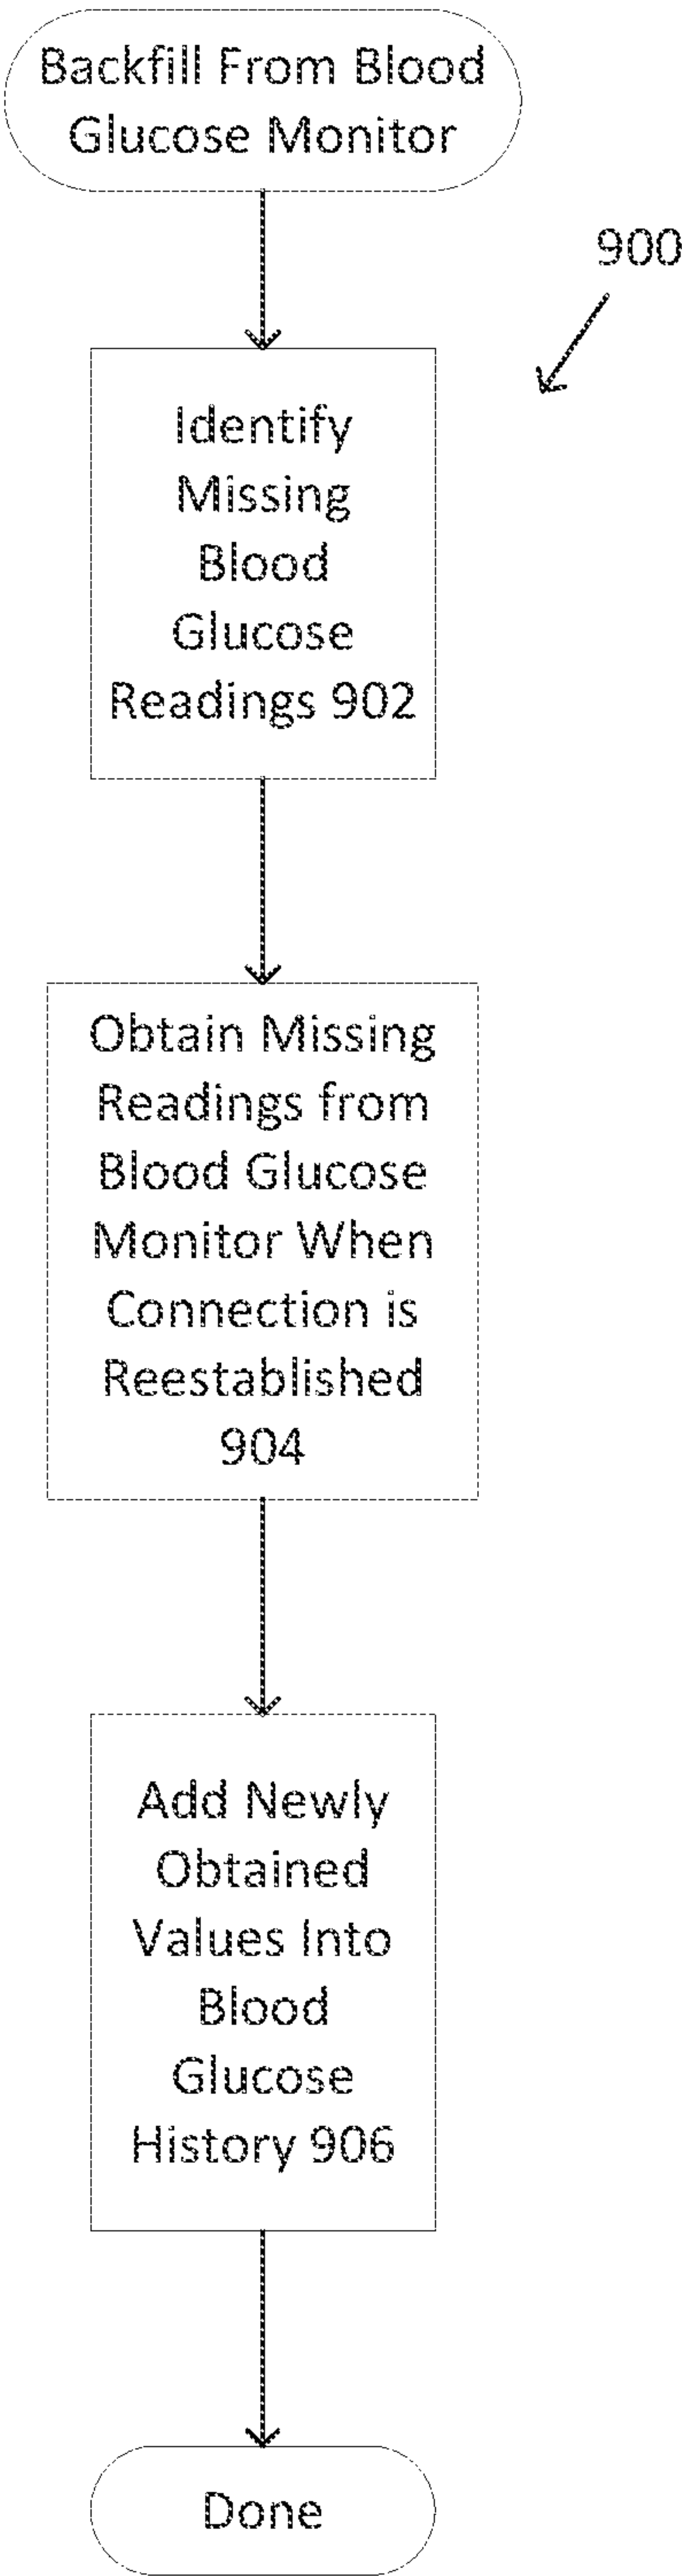 Backfill From Blood
Glucose Monitor
900
Identify
Missing
Blood
Glucose
Readings 902
Obtain Missing
Readings from
Blood Glucose
Monitor When
Connection is
Reestablished
904
Add Newly
Obtained
Values Into
Blood
Glucose
History 906
Done